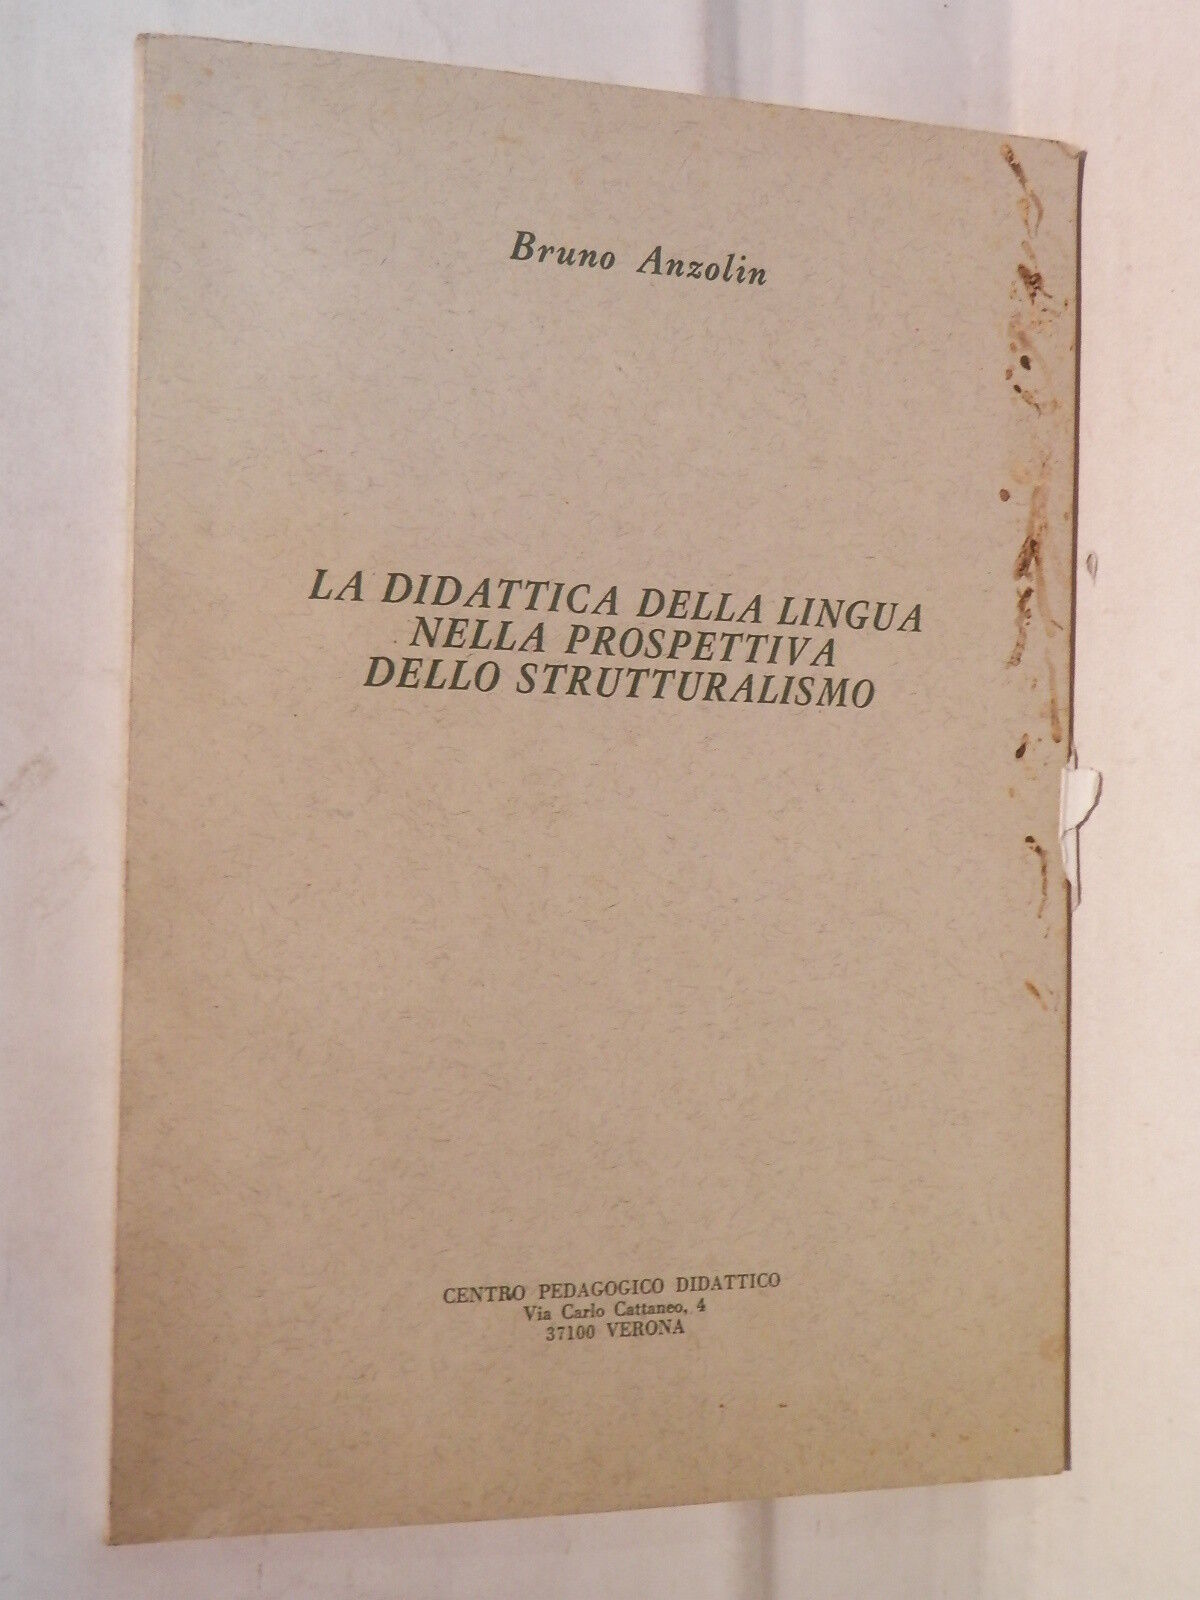 Bruno Anzolin
LA DIDATTICA DELLA LINGUA
NELLA PROSPETTIVA
DELLO STRUTTURALISMO
CENTRO PEDAGOGICO DIDATTICO
Via Carlo Cattaneo, 4
37100 VERONA